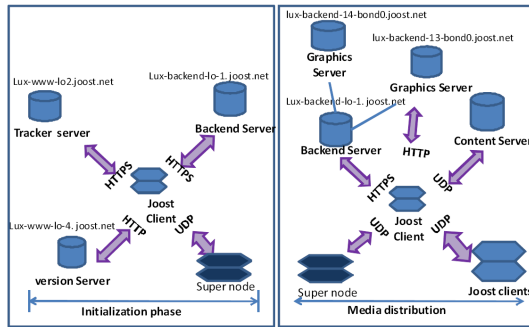 Lux-www-lo2.joost.net
Tracker server
Lux-backend-lo-1.joost.net
Backend Server
HTTPS
HTTPS
Joost
Client
HTTP
UDP
Lux-www-lo-4. joost.net
version Server
Super node
Initialization phase
lux-backend-14-bond0.joost.net
Graphics
Server
lux-backend-13-bond0.joost.net
Graphics Server
Lux-backend-lo-1. joost.net
Backend Server
HTTP
Content Server
HTTPS
UDP
Joost
Client
UDP
UDP
Super node
Joost clients
Media distribution